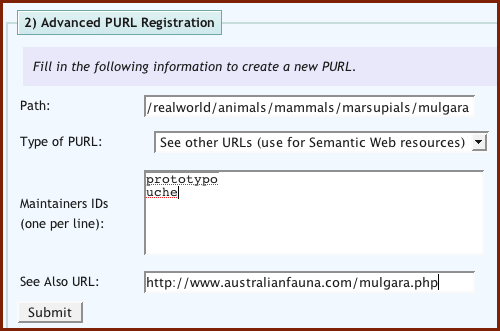 2) Advanced PURL Registration
Fill in the following information to create a new PURL.
Path: /realworld/animals/mammals/marsupials/mulgara
Type of PURL: See other URLs (use for Semantic Web resources)
prototypo
uche
Maintainers IDs
(one per line):
See Also URL: http://www.australianfauna.com/mulgara.php
Submit